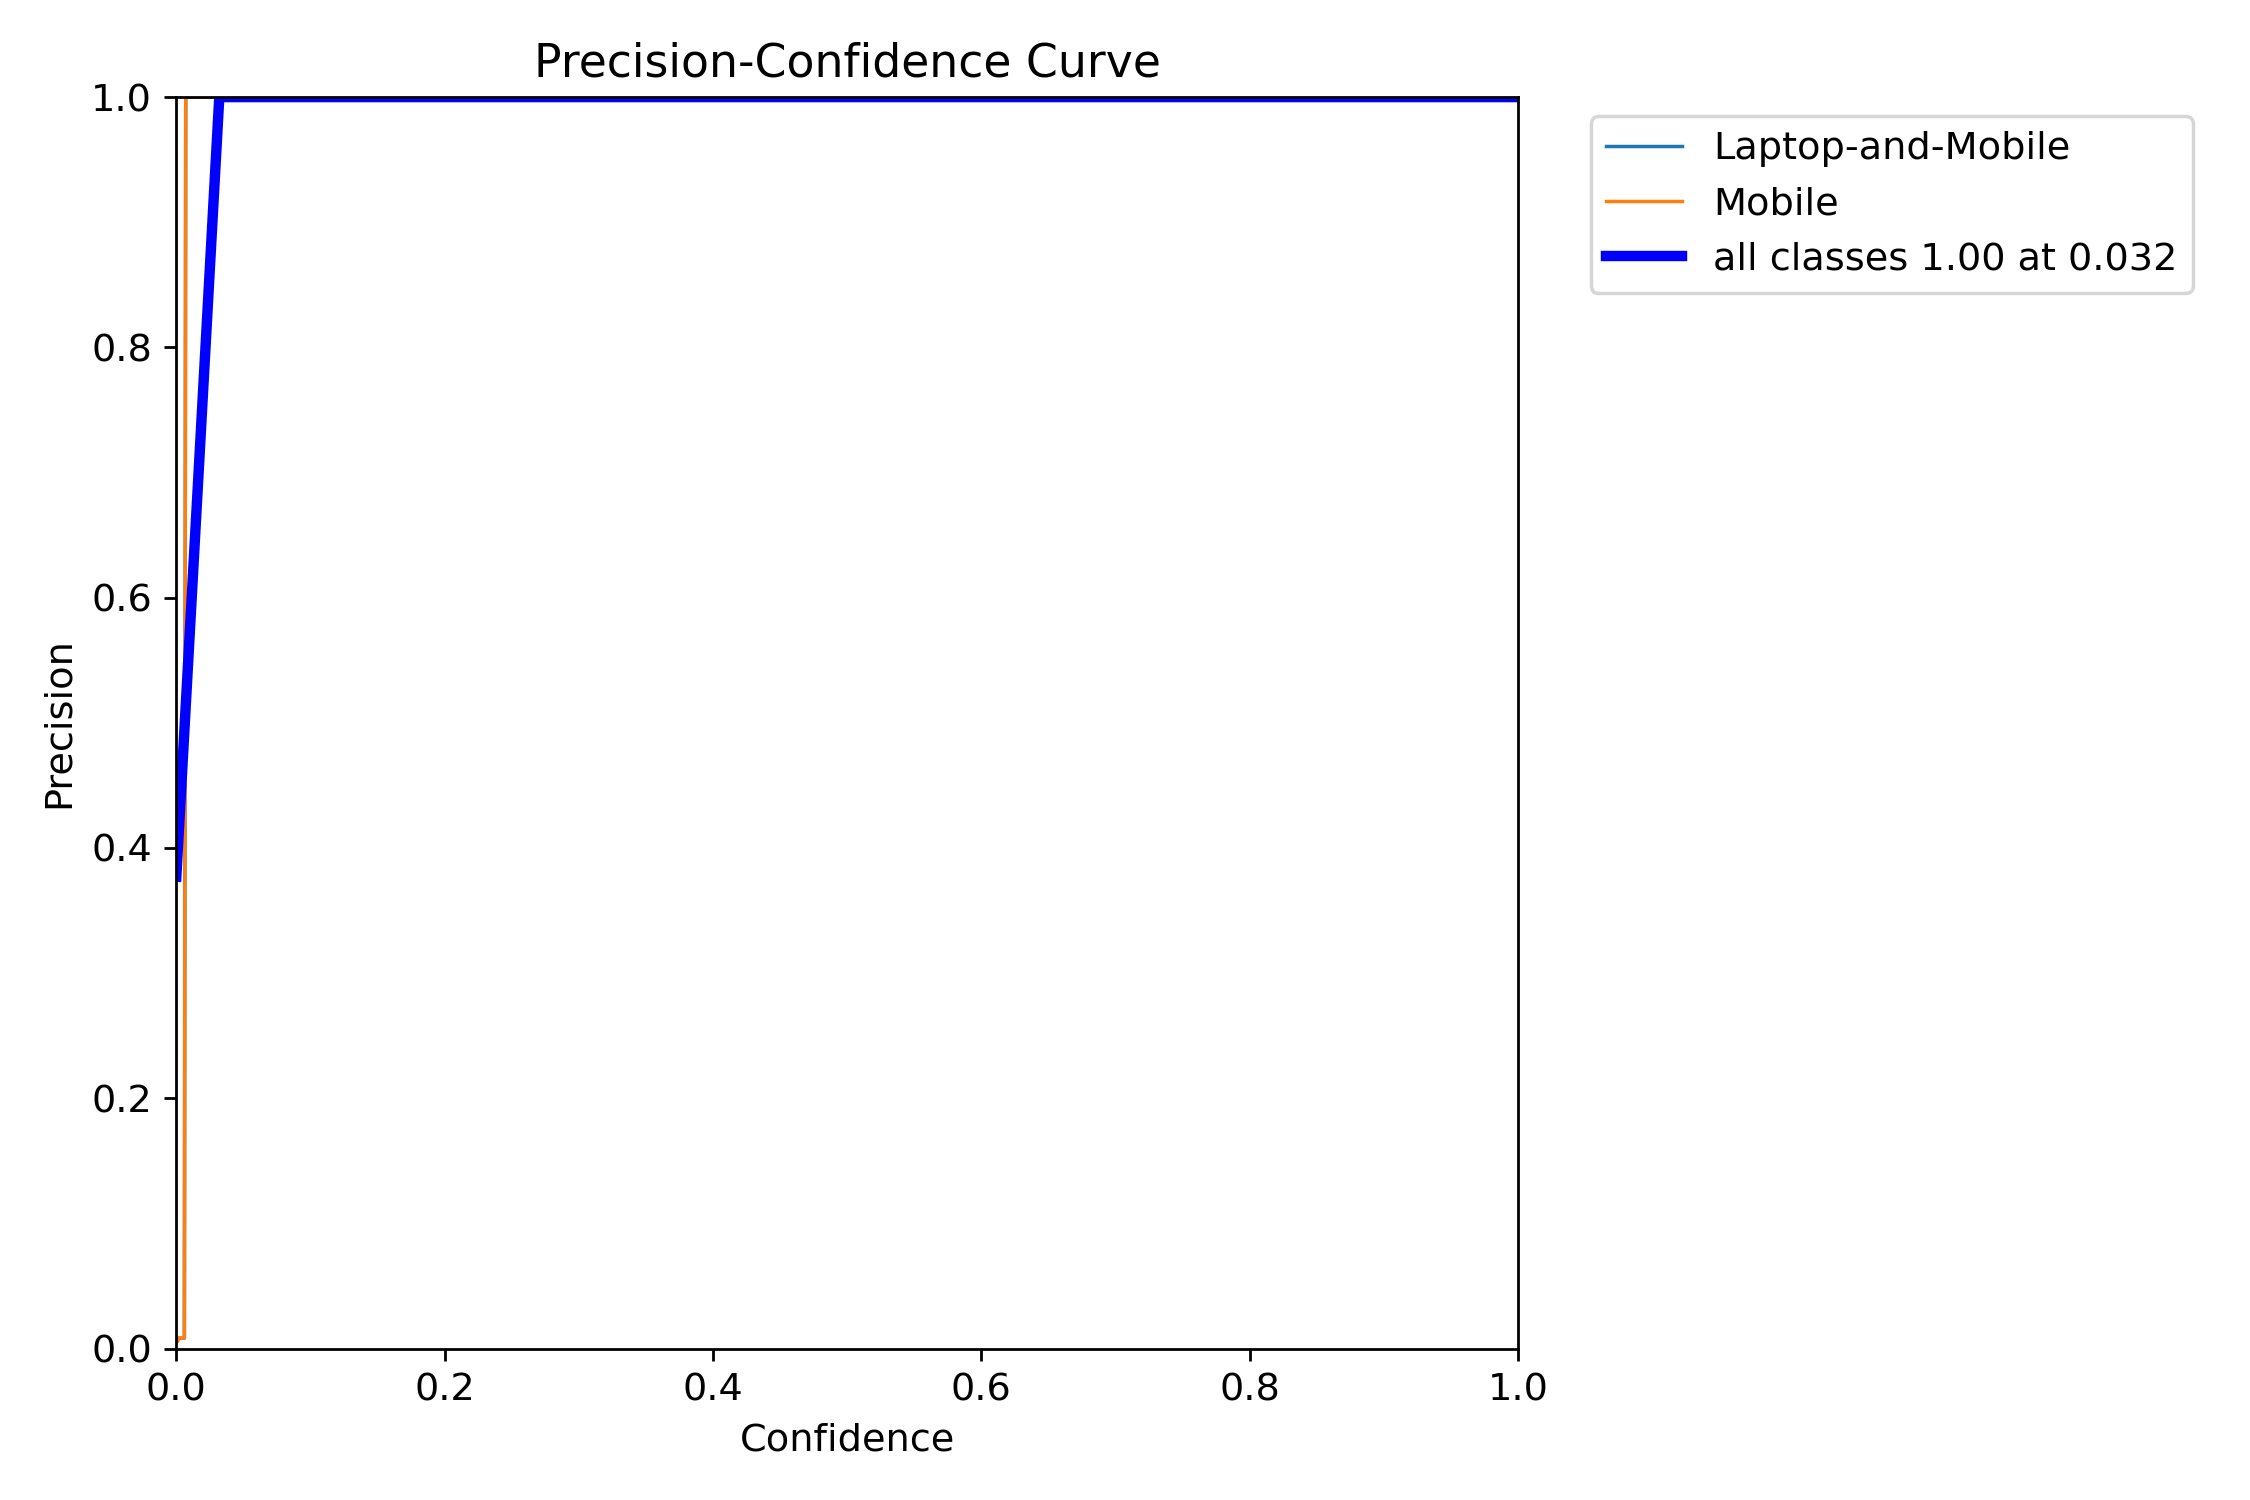 Precision-Confidence Curve
1.0
0.8
0.6
0.4
0.2
0.0
Precision
0.0 0.2 0.4 0.6 0.8 1.0
Confidence
Laptop-and-Mobile
Mobile
all classes 1.00 at 0.032